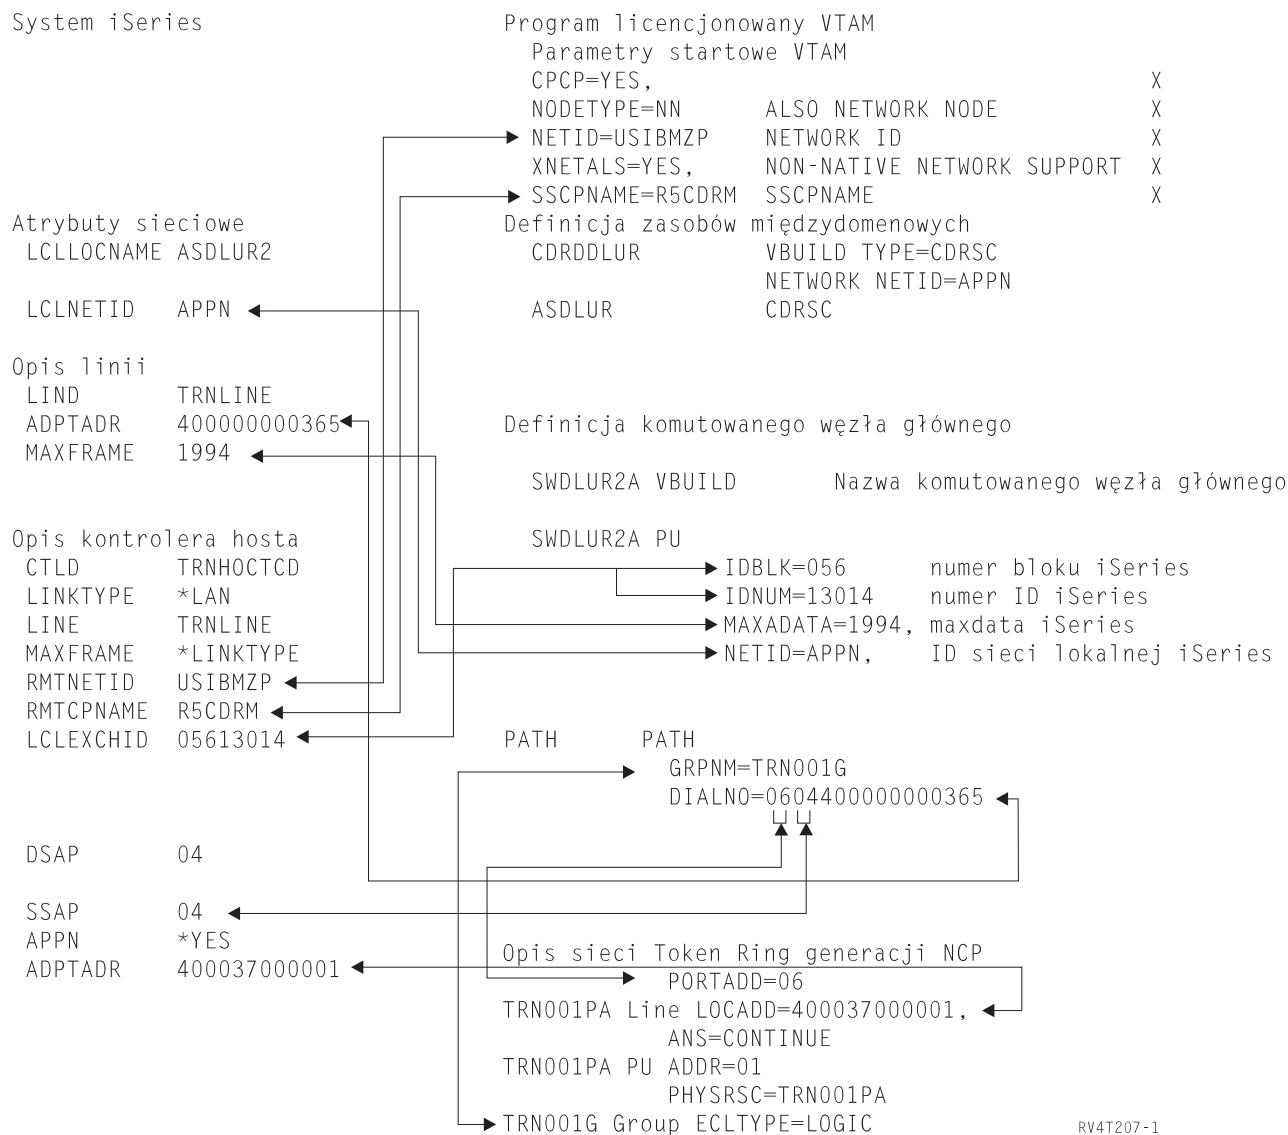 System iSeries Program licencjonowany VTAM
Parametry startowe VTAM
CPCP=YES, X
NODETYPE=NN ALSO NETWORK NODE X
NETID=USIBMZP NETWORK ID X
XNETALS=YES, NON-NATIVE NETWORK SUPPORT X
SSCPNAME=R5CDRM SSCPNAME X
Atrybuty sieciowe Definicja zasobów międzydomenowych
LCLLOCNAME ASDLUR2 CDRDDLUR VBUILD TYPE=CDRSC
NETWORK NETID=APPN
LCLNETID APPN ASDLUR CDRSC
Opis linii
LIND TRNLINE
ADPTADR 400000000365 Definicja komutowanego węzła głównego
MAXFRAME 1994
SWDLUR2A VBUILD Nazwa komutowanego węzła głównego
Opis kontrolera hosta SWDLUR2A PU
CTLD TRNHOCTCD IDBLK=056 numer bloku iSeries
LINKTYPE *LAN IDNUM=13014 numer ID iSeries
LINE TRNLINE MAXADATA=1994, maxdata iSeries
MAXFRAME *LINKTYPE NETID=APPN, ID sieci lokalnej iSeries
RMTNETID USIBMZP
RMTCPNAME R5CDRM
LCLEXCHID 05613014 PATH PATH
GRPNM=TRN001G
DIALNO=0604400000000365
DSAP 04
SSAP 04
APPN *YES
Opis sieci Token Ring generacji NCP
ADPTADR 400037000001 PORTADD=06
TRN001PA Line LOCADD=400037000001,
ANS=CONTINUE
TRN001PA PU ADDR=01
PHYSRSC=TRN001PA
TRN001G Group ECLTYPE=LOGIC
RV4T207-1